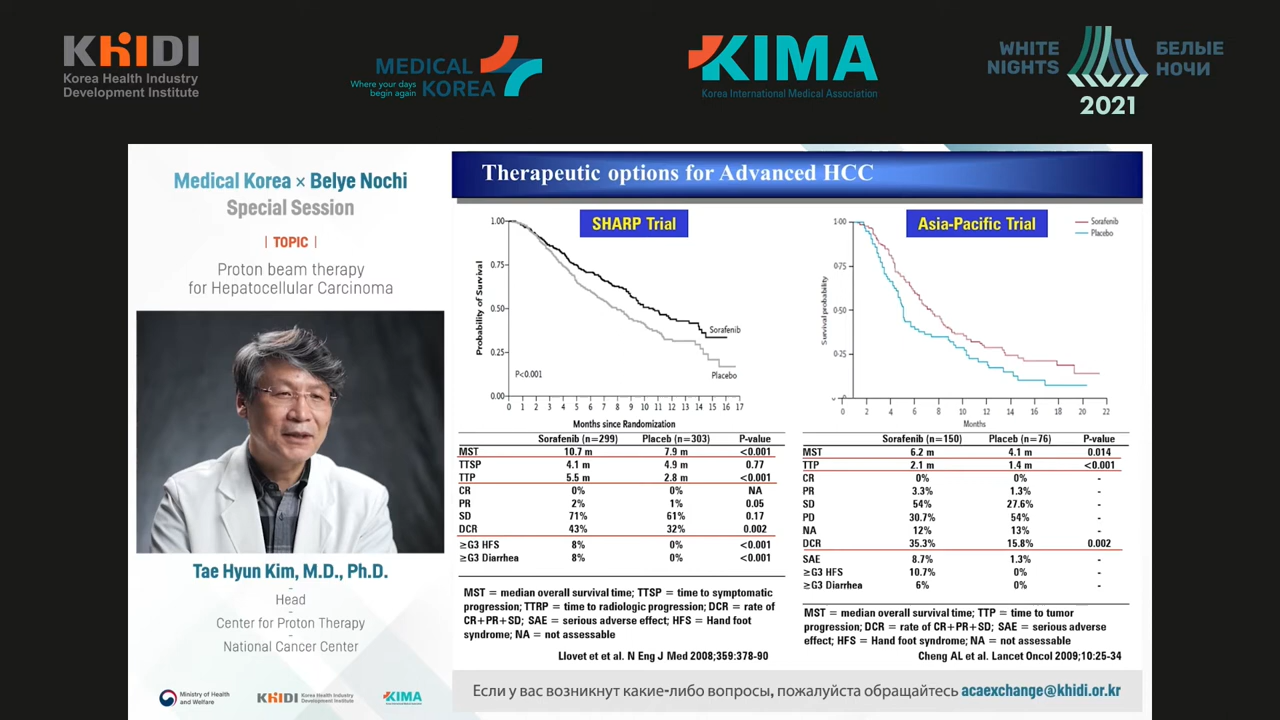 KHIDI
Korea Health Industry
Development Institute
MEDICAL
KOREA
Where your days
begin again
KIMA
Korea International Medical Association
WHITE
NIGHTS
БЕЛЫЕ
НОЧИ
2021
Medical Korea × Belye Nochi
Special Session
| TOPIC |
Proton beam therapy
for Hepatocellular Carcinoma
Tae Hyun Kim, M.D., Ph.D.
Head
Center for Proton Therapy
National Cancer Center
Ministry of Health
and Welfare
KHIDI Korea Health Industry
Development Institute
KIMA
Therapeutic options for Advanced HCC
SHARP Trial
Probability of Survival
1.00
0.75
0.50
0.25
0.00
P<0.001
Sorafenib
Placebo
0 1 2 3 4 5 6 7 8 9 10 11 12 13 14 15 16 17
Months since Randomization
Sorafenib (n=299) Placeb (n=303) P-value
MST 10.7 m 7.9 m <0.001
TTSP 4.1 m 4.9 m 0.77
TTP 5.5 m 2.8 m <0.001
CR 0% 0% NA
PR 2% 1% 0.05
SD 71% 61% 0.17
DCR 43% 32% 0.002
≥G3 HFS 8% 0% <0.001
≥G3 Diarrhea 8% 0% <0.001
MST = median overall survival time; TTSP = time to symptomatic
progression; TTRP = time to radiologic progression; DCR = rate of
CR+PR+SD; SAE = serious adverse effect; HFS = Hand foot
syndrome; NA = not assessable
Llovet et et al. N Eng J Med 2008;359:378-90
Asia-Pacific Trial
Sorafenib
Placebo
Survival probability
1·00
0·75
0·50
0·25
0 2 4 6 8 10 12 14 16 18 20 22
Months
Sorafenib (n=150) Placeb (n=76) P-value
MST 6.2 m 4.1 m 0.014
TTP 2.1 m 1.4 m <0.001
CR 0% 0% -
PR 3.3% 1.3% -
SD 54% 27.6% -
PD 30.7% 54% -
NA 12% 13% -
DCR 35.3% 15.8% 0.002
SAE 8.7% 1.3% -
≥G3 HFS 10.7% 0% -
≥G3 Diarrhea 6% 0% -
MST = median overall survival time; TTP = time to tumor
progression; DCR = rate of CR+PR+SD; SAE = serious adverse
effect; HFS = Hand foot syndrome; NA = not assessable
Cheng AL et al. Lancet Oncol 2009;10:25-34
Если у вас возникнут какие-либо вопросы, пожалуйста обращайтесь acaexchange@khidi.or.kr